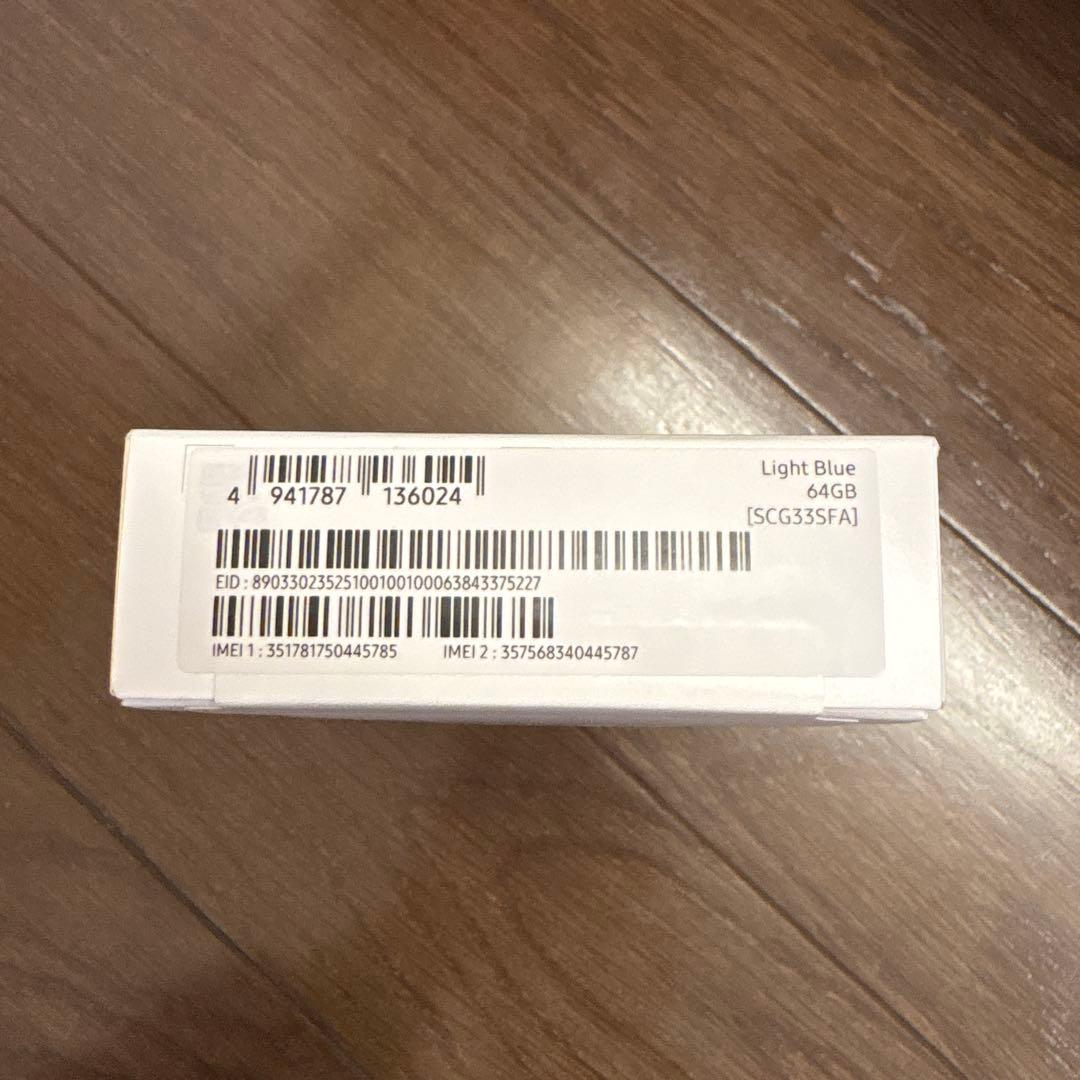 4 941787 136024
Light Blue
64GB
[SCG33SFA]
EID : 89033023525100100100063843375227
IMEI 1 : 351781750445785 IMEI 2 : 357568340445787